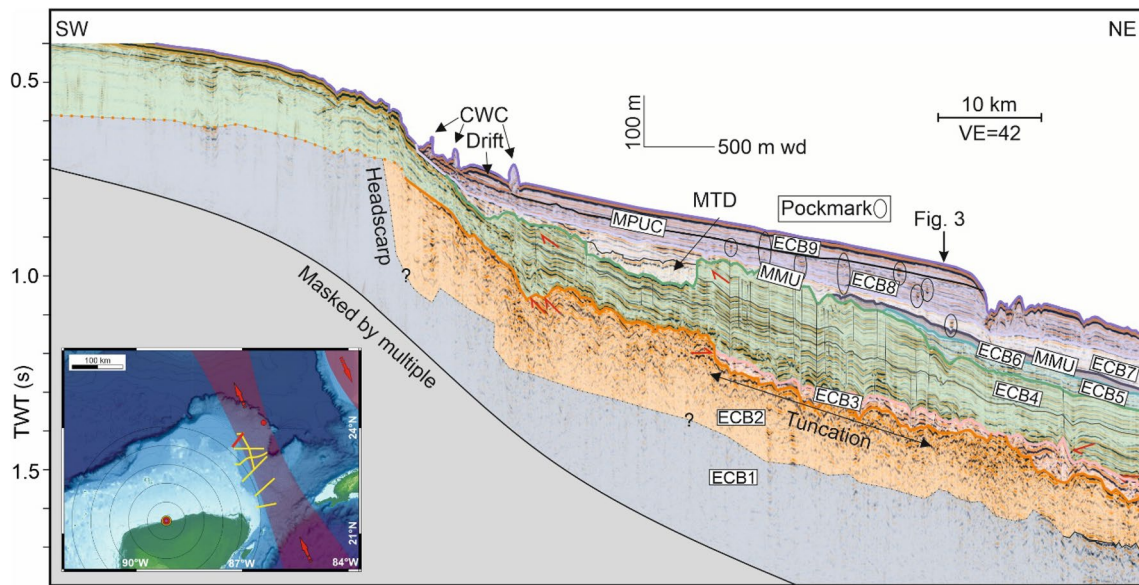 SW
NE
0.5
1.0
1.5
TWT (s)
CWC
Drift
100 m
500 m wd
10 km
VE=42
MTD
Pockmark
Fig. 3
Headscarp
MPUC
ECB9
MMU
ECB8
?
Masked by multiple
ECB6
MMU
ECB7
ECB5
ECB4
ECB3
ECB2
Tuncation
?
ECB1
100 km
24°N
21°N
90°W
87°W
84°W